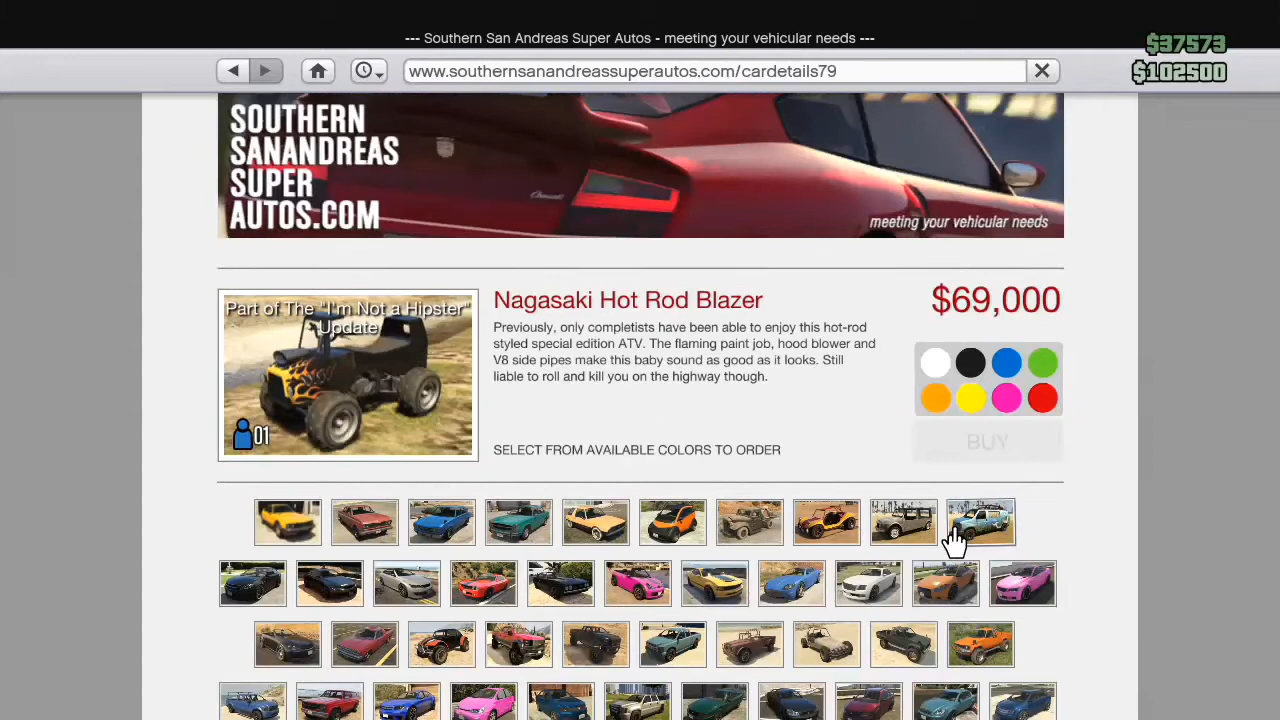 --- Southern San Andreas Super Autos - meeting your vehicular needs ---
$37573
$102500
www.southernsanandreassuperautos.com/cardetails79
SOUTHERN
SANANDREAS
SUPER
AUTOS.COM
meeting your vehicular needs
Part of The "I'm Not a Hipster"
Update
01
Nagasaki Hot Rod Blazer
$69,000
Previously, only completists have been able to enjoy this hot-rod
styled special edition ATV. The flaming paint job, hood blower and
V8 side pipes make this baby sound as good as it looks. Still
liable to roll and kill you on the highway though.
SELECT FROM AVAILABLE COLORS TO ORDER
BUY